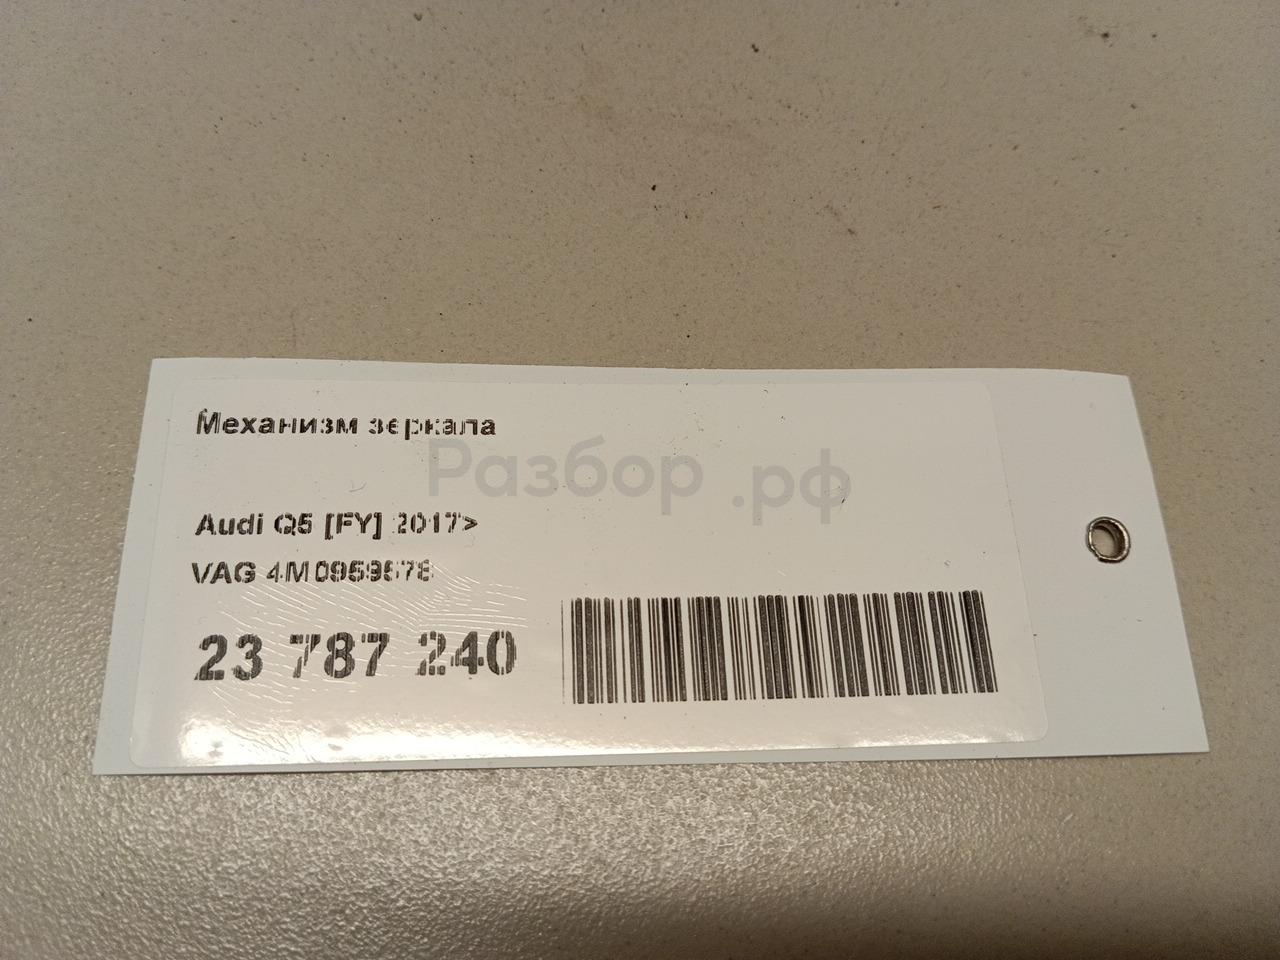 Механизм зеркала
Разбор.рф
Audi Q5 [FY] 2017>
VAG 4M0959578
23 787 240